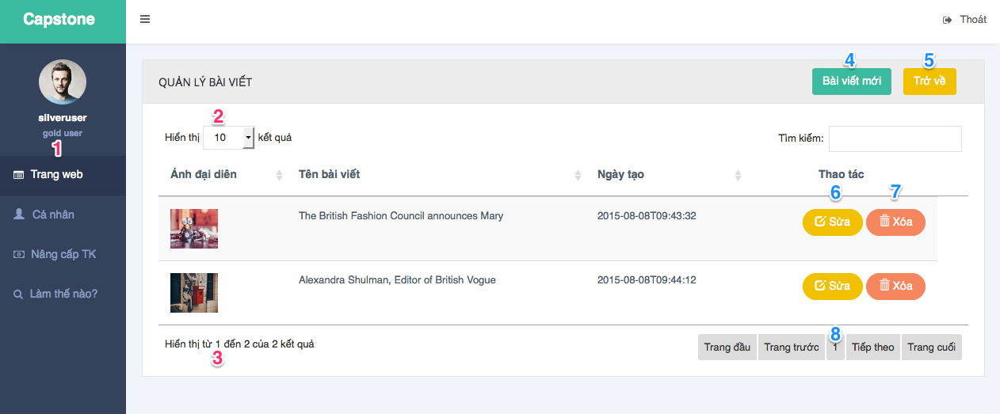 Capstone
Thoát
silveruser
gold user
1
Trang web
Cá nhân
Nâng cấp TK
Làm thế nào?
4
5
QUẢN LÝ BÀI VIẾT
Bài viết mới
Trở về
2
Hiển thị 10 kết quả
Tìm kiếm:
Ảnh đại diên
Tên bài viết
Ngày tạo
Thao tác
6
7
The British Fashion Council announces Mary
2015-08-08T09:43:32
Sửa
Xóa
Alexandra Shulman, Editor of British Vogue
2015-08-08T09:44:12
Sửa
Xóa
8
Hiển thị từ 1 đến 2 của 2 kết quả
3
Trang đầu
Trang trước
1
Tiếp theo
Trang cuối